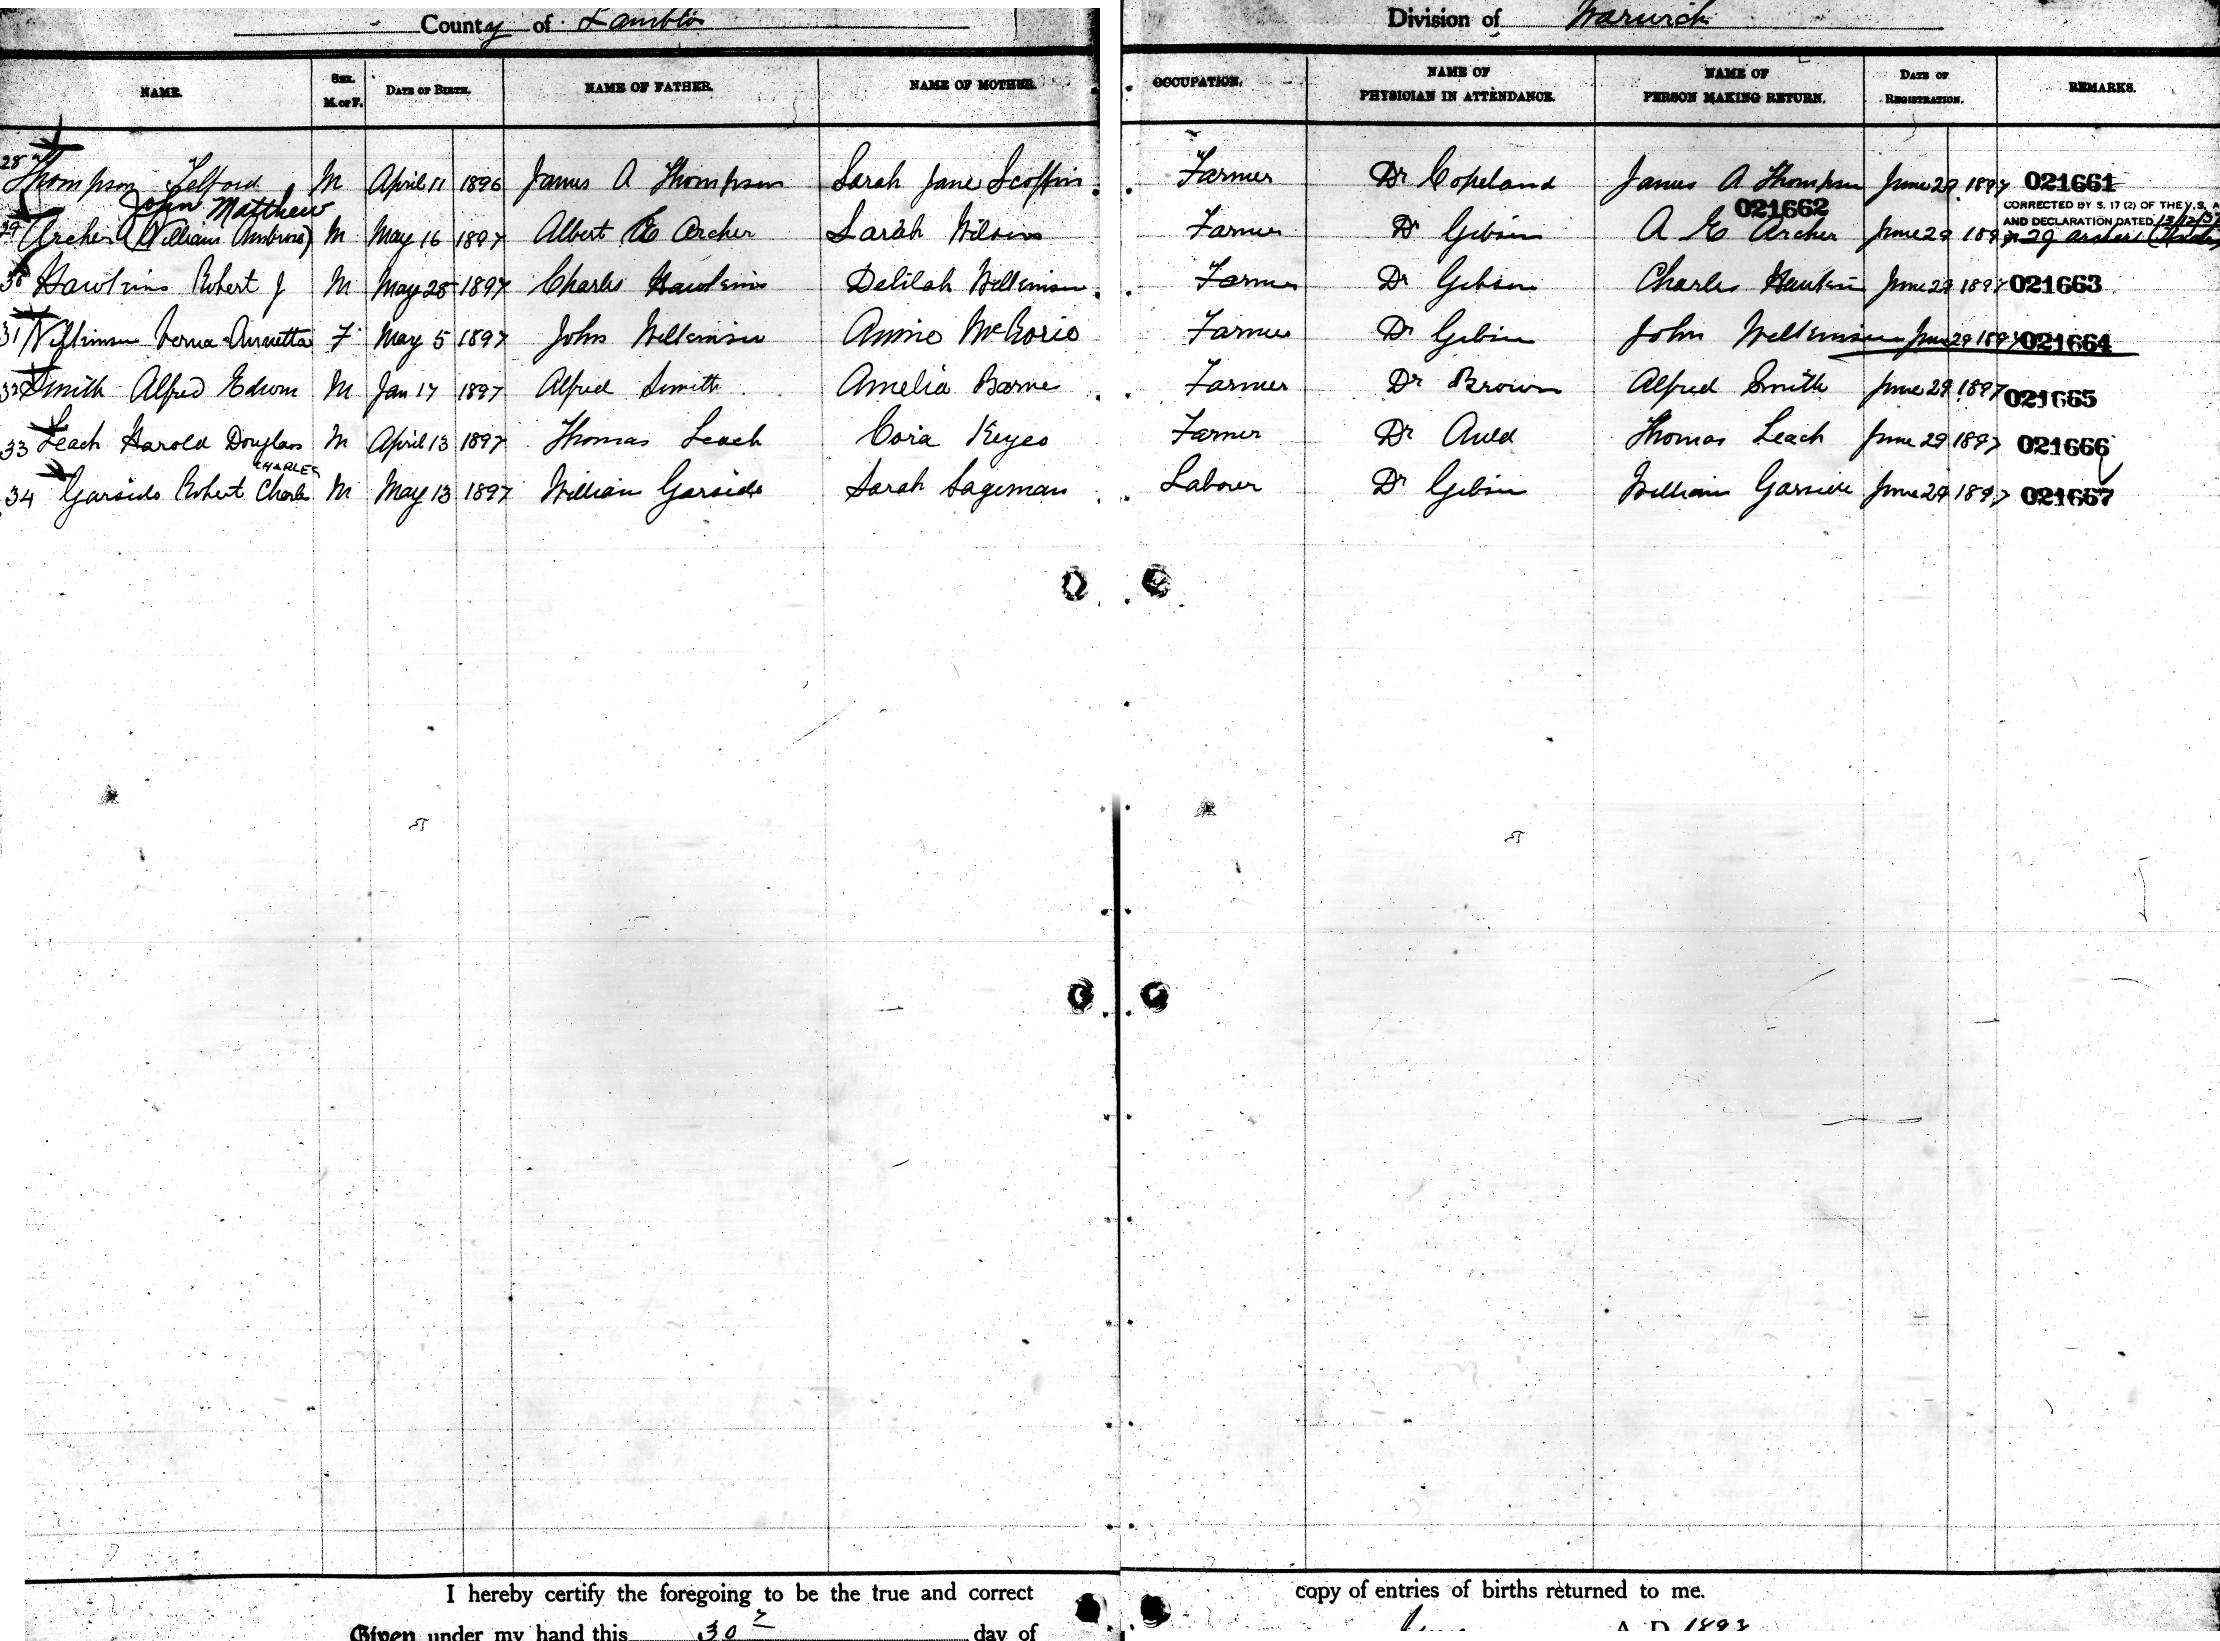 County of Lambton Division of Warwick
NAME. SEX. M. or F. DATE OF BIRTH. NAME OF FATHER. NAME OF MOTHER. OCCUPATION. NAME OF PHYSICIAN IN ATTENDANCE. NAME OF PERSON MAKING RETURN. DATE OF REGISTRATION. REMARKS.
28 Thompson Telford M April 11 1896 James A Thompson Sarah Jane Scoffin Farmer Dr Copeland James A Thompson June 29 1897 021661
John Matthew 021662 CORRECTED BY S. 17 (2) OF THE V.S. A
AND DECLARATION DATED
29 Archer (William Ambrose) M May 16 1897 Albert E Archer Sarah Wilson Farmer Dr Gibson A E Archer June 29 1897
30 Hawkins Robert J M May 28 1897 Charles Hawkins Delilah Wilkinson Farmer Dr Gibson Charles Hawkins June 29 1897 021663
31 Wilkinson Verna Annetta F May 5 1897 John Wilkinson Annie McRorie Farmer Dr Gibson John Wilkinson June 29 1897 021664
32 Smith Alfred Edison M Jan 17 1897 Alfred Smith Amelia Barnes Farmer Dr Brown Alfred Smith June 29 1897 021665
33 Leach Harold Douglas M April 13 1897 Thomas Leach Cora Keyes Farmer Dr Auld Thomas Leach June 29 1897 021666
CHARLES
34 Garside Robert Charles M May 13 1897 William Garside Sarah Sageman Laborer Dr Gibson William Garside June 29 1897 021667
I hereby certify the foregoing to be the true and correct copy of entries of births returned to me.
Given under my hand this 30 day of June A. D. 1897